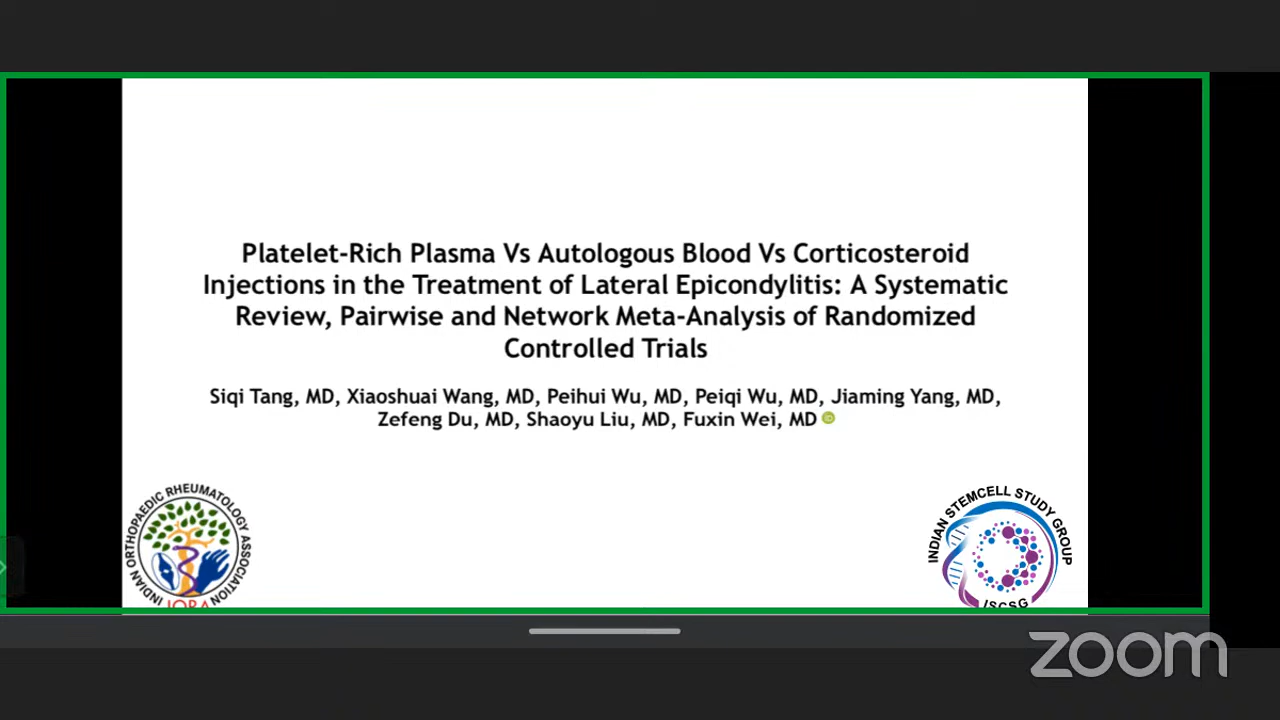 Platelet-Rich Plasma Vs Autologous Blood Vs Corticosteroid
Injections in the Treatment of Lateral Epicondylitis: A Systematic
Review, Pairwise and Network Meta-Analysis of Randomized
Controlled Trials
Siqi Tang, MD, Xiaoshuai Wang, MD, Peihui Wu, MD, Peiqi Wu, MD, Jiaming Yang, MD,
Zefeng Du, MD, Shaoyu Liu, MD, Fuxin Wei, MD iD
INDIAN ORTHOPAEDIC RHEUMATOLOGY ASSOCIATION
IORA
INDIAN STEMCELL STUDY GROUP
ISCSG
zoom